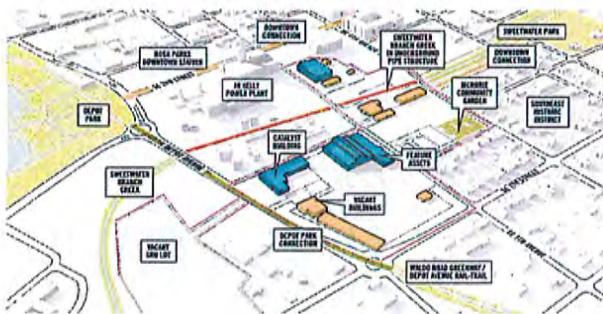 DOWNTOWN
CONNECTION
SWEETWATER
BRANCH CREEK
IN UNDERGROUND
PIPE STRUCTURE
SWEETWATER PARK
ROSA PARKS
DOWNTOWN STATION
DOWNTOWN
CONNECTION
JR KELLY
POWER PLANT
MCRORIE
COMMUNITY
GARDEN
SOUTHEAST
HISTORIC
DISTRICT
DEPOT
PARK
CATALYST
BUILDING
FEATURE
ASSETS
SWEETWATER
BRANCH
CREEK
VACANT
BUILDINGS
VACANT
GRU LOT
DEPOT PARK
CONNECTION
WALDO ROAD GREENWAY/
DEPOT AVENUE RAIL-TRAIL